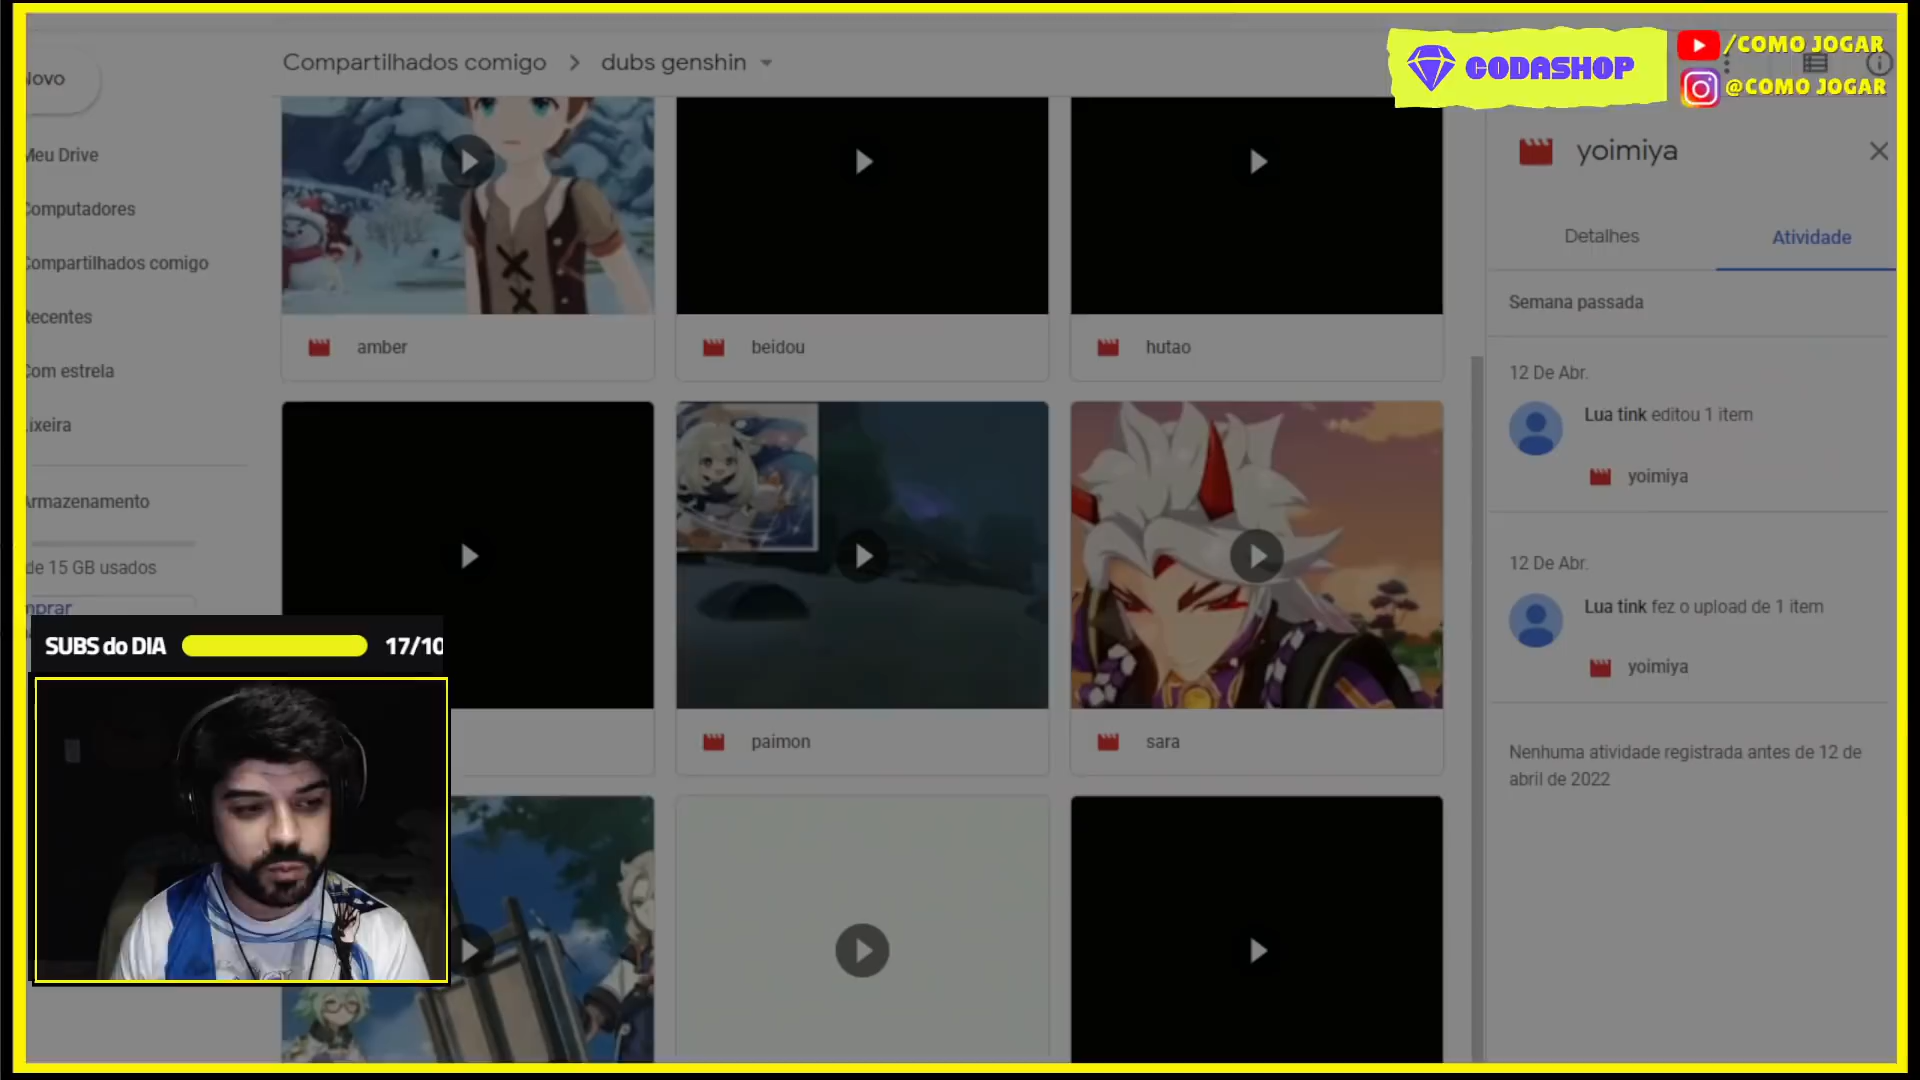 Compartilhados comigo > dubs genshin
CODASHOP
/COMO JOGAR
@COMO JOGAR
Novo
Meu Drive
Computadores
Compartilhados comigo
Recentes
Com estrela
Lixeira
Armazenamento
de 15 GB usados
mprar
SUBS do DIA
17/10
amber
beidou
hutao
paimon
sara
yoimiya
Detalhes
Atividade
Semana passada
12 De Abr.
Lua tink editou 1 item
yoimiya
12 De Abr.
Lua tink fez o upload de 1 item
yoimiya
Nenhuma atividade registrada antes de 12 de
abril de 2022